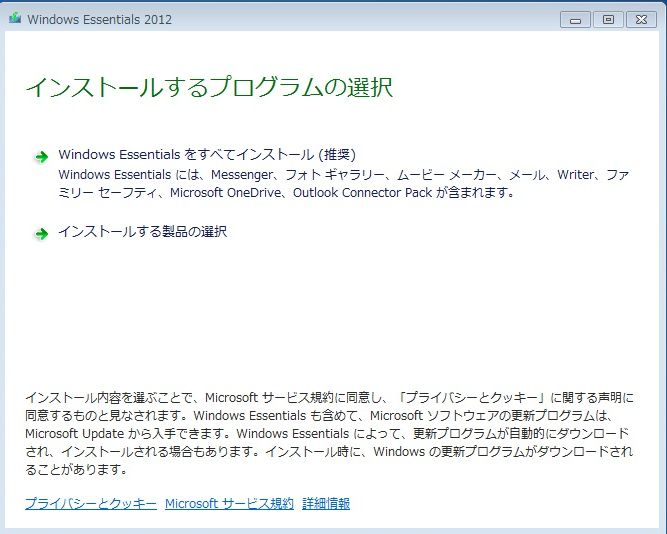 Windows Essentials 2012
インストールするプログラムの選択
Windows Essentials をすべてインストール (推奨)
Windows Essentials には、Messenger、フォト ギャラリー、ムービー メーカー、メール、Writer、ファ
ミリー セーフティ、Microsoft OneDrive、Outlook Connector Pack が含まれます。
インストールする製品の選択
インストール内容を選ぶことで、Microsoft サービス規約に同意し、「プライバシーとクッキー」に関する声明に
同意するものと見なされます。Windows Essentials も含めて、Microsoft ソフトウェアの更新プログラムは、
Microsoft Update から入手できます。Windows Essentials によって、更新プログラムが自動的にダウンロード
され、インストールされる場合もあります。インストール時に、Windows の更新プログラムがダウンロードされ
ることがあります。
プライバシーとクッキー Microsoft サービス規約 詳細情報